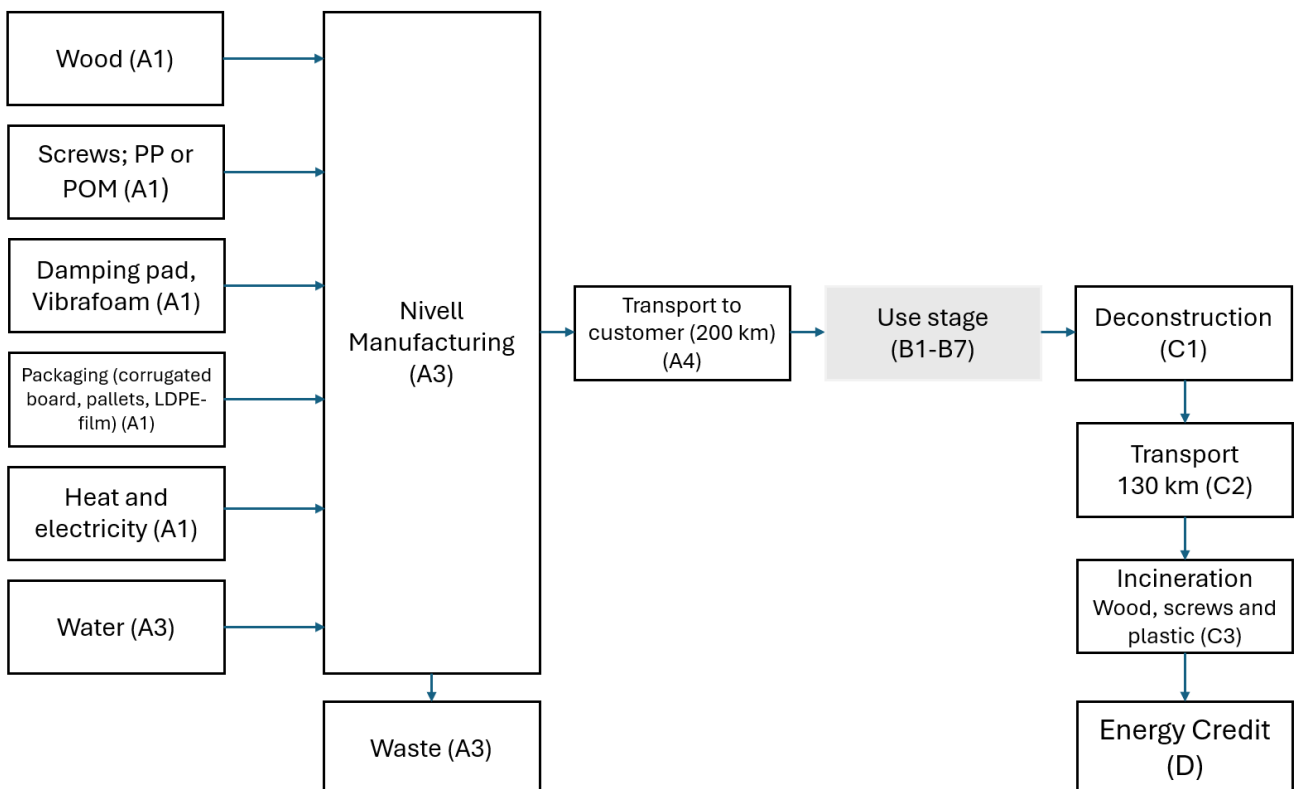 Wood (A1)
Screws; PP or
POM (A1)
Damping pad,
Vibrafoam (A1)
Packaging (corrugated
board, pallets, LDPE-
film) (A1)
Heat and
electricity (A1)
Water (A3)
Nivell
Manufacturing
(A3)
Waste (A3)
Transport to
customer (200 km)
(A4)
Use stage
(B1-B7)
Deconstruction
(C1)
Transport
130 km (C2)
Incineration
Wood, screws and
plastic (C3)
Energy Credit
(D)